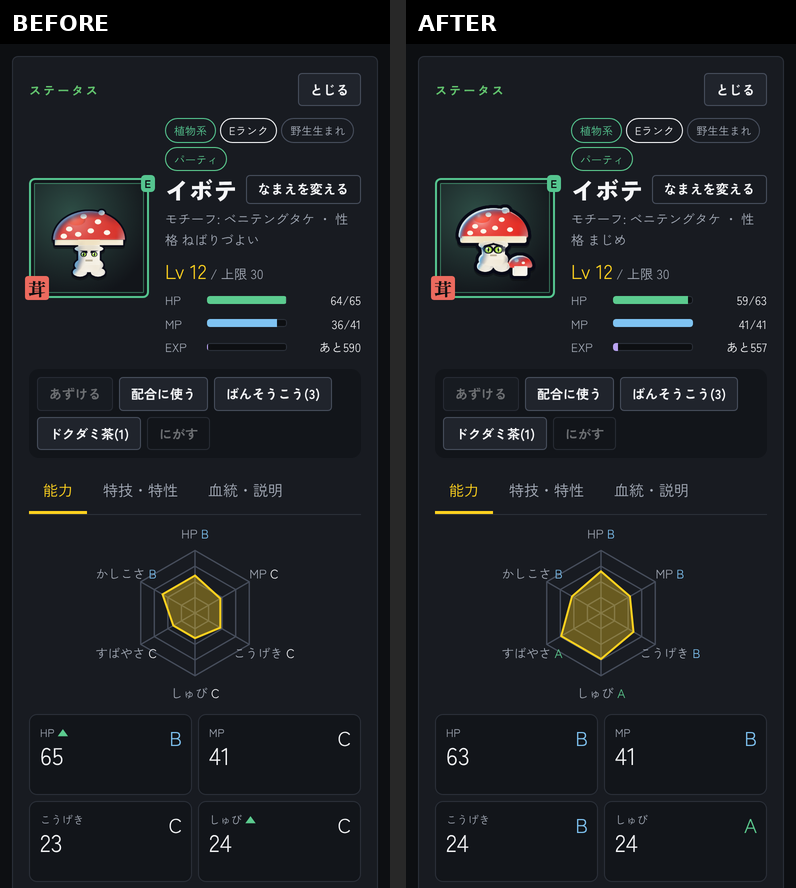 BEFORE
ステータス
とじる
植物系 Eランク 野生生まれ
パーティ
E
イボテ なまえを変える
モチーフ: ベニテングタケ ・ 性
格 ねばりづよい
茸
Lv 12 / 上限 30
HP 64/65
MP 36/41
EXP あと590
あずける 配合に使う ばんそうこう(3)
ドクダミ茶(1) にがす
能力 特技・特性 血統・説明
HP B
かしこさ B MP C
すばやさ C こうげき C
しゅび C
HP ▲ B
65
MP C
41
こうげき C
23
しゅび ▲ C
24
AFTER
ステータス
とじる
植物系 Eランク 野生生まれ
パーティ
E
イボテ なまえを変える
モチーフ: ベニテングタケ ・ 性
格 まじめ
茸
Lv 12 / 上限 30
HP 59/63
MP 41/41
EXP あと557
あずける 配合に使う ばんそうこう(3)
ドクダミ茶(1) にがす
能力 特技・特性 血統・説明
HP B
かしこさ B MP B
すばやさ A こうげき B
しゅび A
HP B
63
MP B
41
こうげき B
24
しゅび A
24